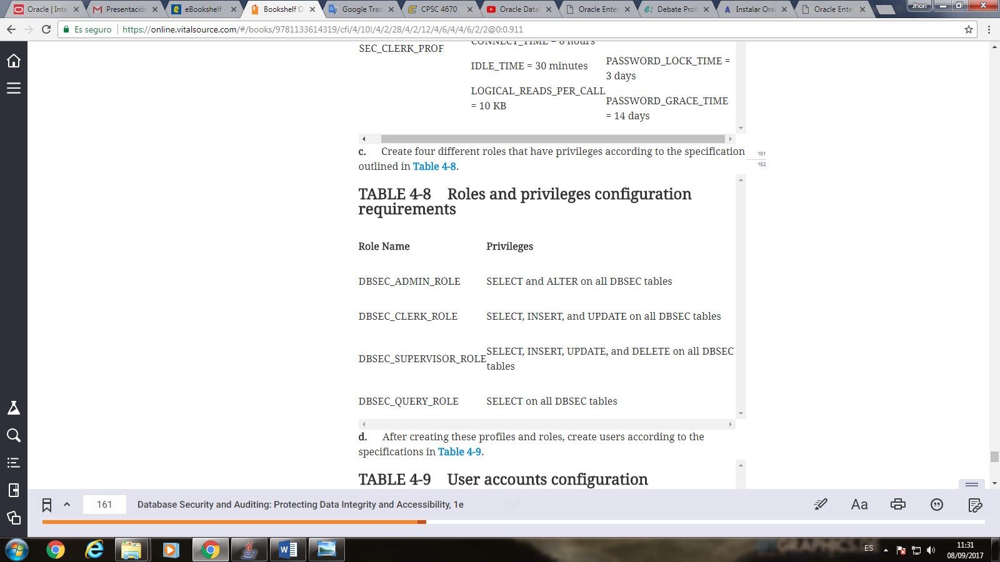 Oracle | Inte
Presentación
eBookshelf
Bookshelf O
Google Trad
CPSC 4670
Oracle Datal
Oracle Enter
Debate Prob
Instalar Orac
Oracle Enter
Jhon
Es seguro
https://online.vitalsource.com/#/books/9781133614319/cfi/4/10!/4/2/28/4/2/12/4/6/4/4/6/2/2@0:0.911
CONNECT_TIME = 8 hours
SEC_CLERK_PROF
IDLE_TIME = 30 minutes
LOGICAL_READS_PER_CALL
= 10 KB
PASSWORD_LOCK_TIME =
3 days
PASSWORD_GRACE_TIME
= 14 days
c. Create four different roles that have privileges according to the specification
outlined in Table 4-8.
161
162
TABLE 4-8 Roles and privileges configuration
requirements
Role Name Privileges
DBSEC_ADMIN_ROLE SELECT and ALTER on all DBSEC tables
DBSEC_CLERK_ROLE SELECT, INSERT, and UPDATE on all DBSEC tables
DBSEC_SUPERVISOR_ROLE SELECT, INSERT, UPDATE, and DELETE on all DBSEC
tables
DBSEC_QUERY_ROLE SELECT on all DBSEC tables
d. After creating these profiles and roles, create users according to the
specifications in Table 4-9.
TABLE 4-9 User accounts configuration
161
Database Security and Auditing: Protecting Data Integrity and Accessibility, 1e
Aa
ES
11:31
08/09/2017